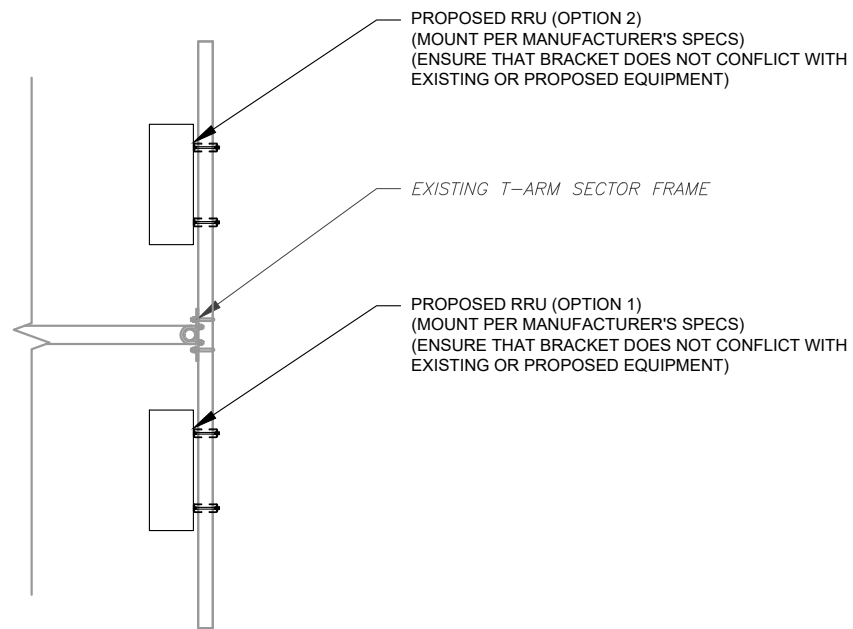 PROPOSED RRU (OPTION 2)
(MOUNT PER MANUFACTURER'S SPECS)
(ENSURE THAT BRACKET DOES NOT CONFLICT WITH
EXISTING OR PROPOSED EQUIPMENT)
EXISTING T-ARM SECTOR FRAME
PROPOSED RRU (OPTION 1)
(MOUNT PER MANUFACTURER'S SPECS)
(ENSURE THAT BRACKET DOES NOT CONFLICT WITH
EXISTING OR PROPOSED EQUIPMENT)